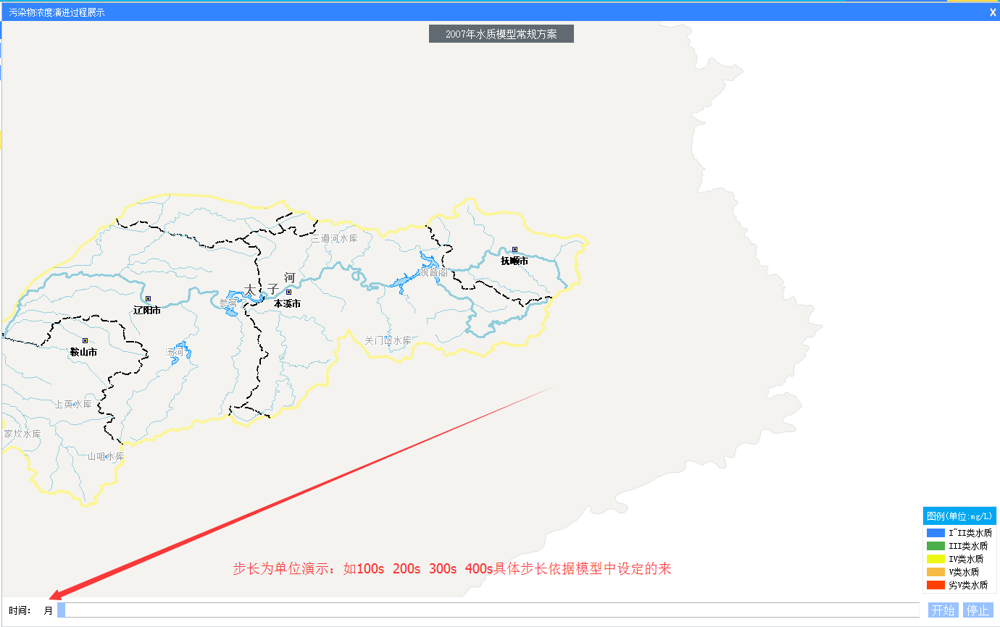 污染物浓度演进过程展示
X
2007年水质模型常规方案
三道河水库
抚顺市
观音阁
河
太 子
本溪市
参窝
辽阳市
关门山水库
鞍山市
汤河
上英水库
家坎水库
山咀水库
图例(单位:mg/L)
I~II类水质
III类水质
IV类水质
V类水质
劣V类水质
步长为单位演示：如100s 200s 300s 400s具体步长依据模型中设定的来
时间： 月
开始 停止